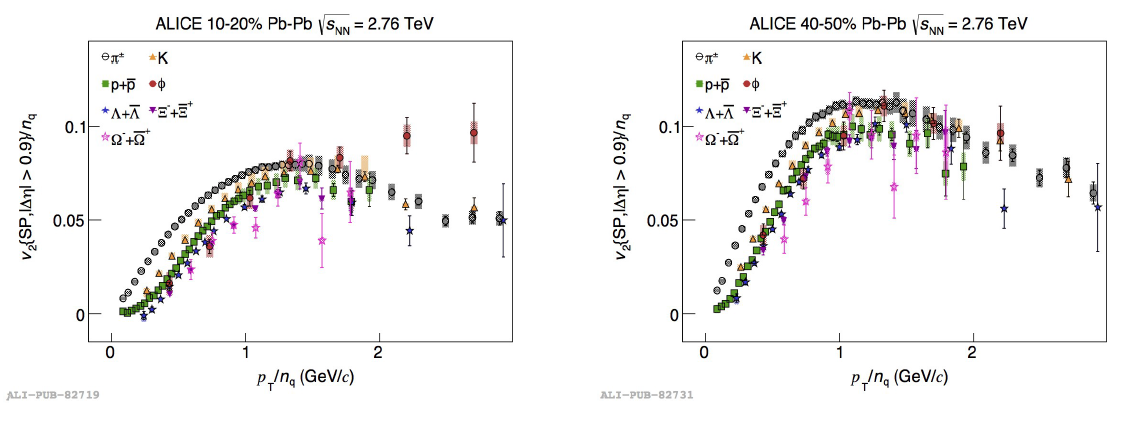 ALICE 10-20% Pb-Pb √sNN = 2.76 TeV
π±
K
p+p̅
ϕ
Λ+Λ̅
Ξ-+Ξ̅+
Ω-+Ω̅+
v2{SP,|Δη| > 0.9}/nq
0.1
0.05
0
0
1
2
pT/nq (GeV/c)
ALI-PUB-82719
ALICE 40-50% Pb-Pb √sNN = 2.76 TeV
π±
K
p+p̅
ϕ
Λ+Λ̅
Ξ-+Ξ̅+
Ω-+Ω̅+
v2{SP,|Δη| > 0.9}/nq
0.1
0.05
0
0
1
2
pT/nq (GeV/c)
ALI-PUB-82731